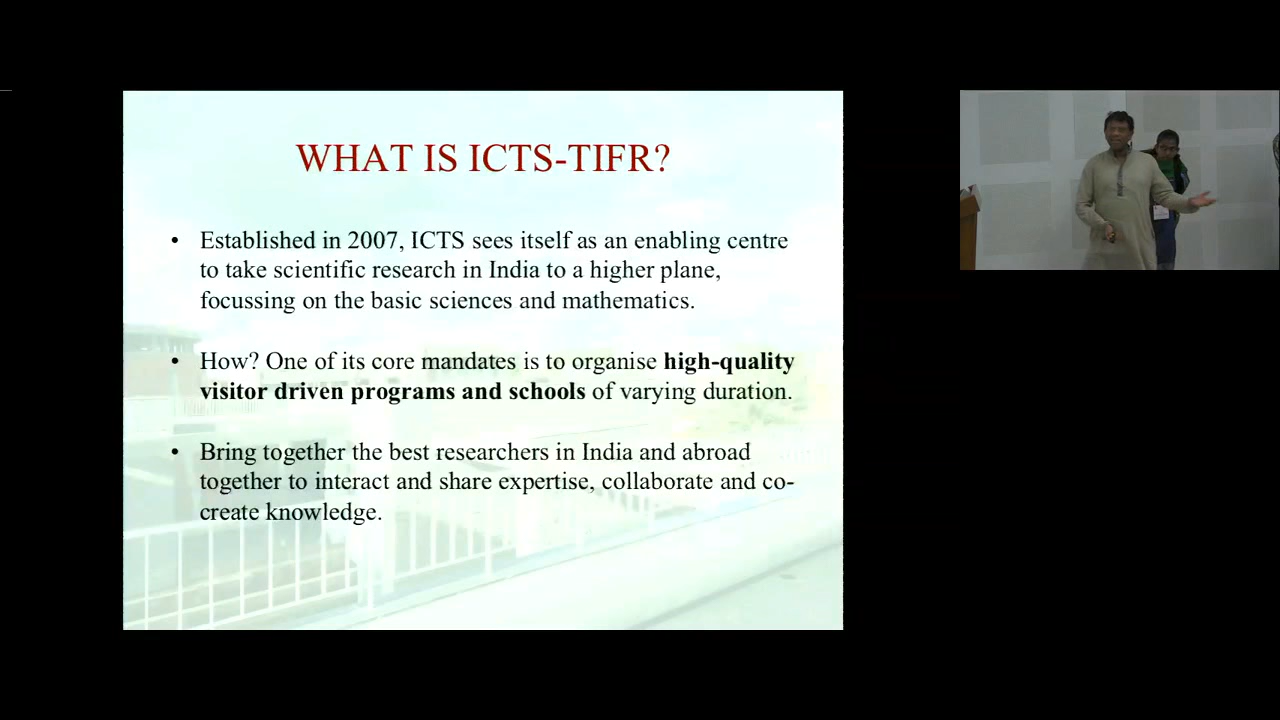 WHAT IS ICTS-TIFR?
• Established in 2007, ICTS sees itself as an enabling centre
to take scientific research in India to a higher plane,
focussing on the basic sciences and mathematics.
• How? One of its core mandates is to organise high-quality
visitor driven programs and schools of varying duration.
• Bring together the best researchers in India and abroad
together to interact and share expertise, collaborate and co-
create knowledge.